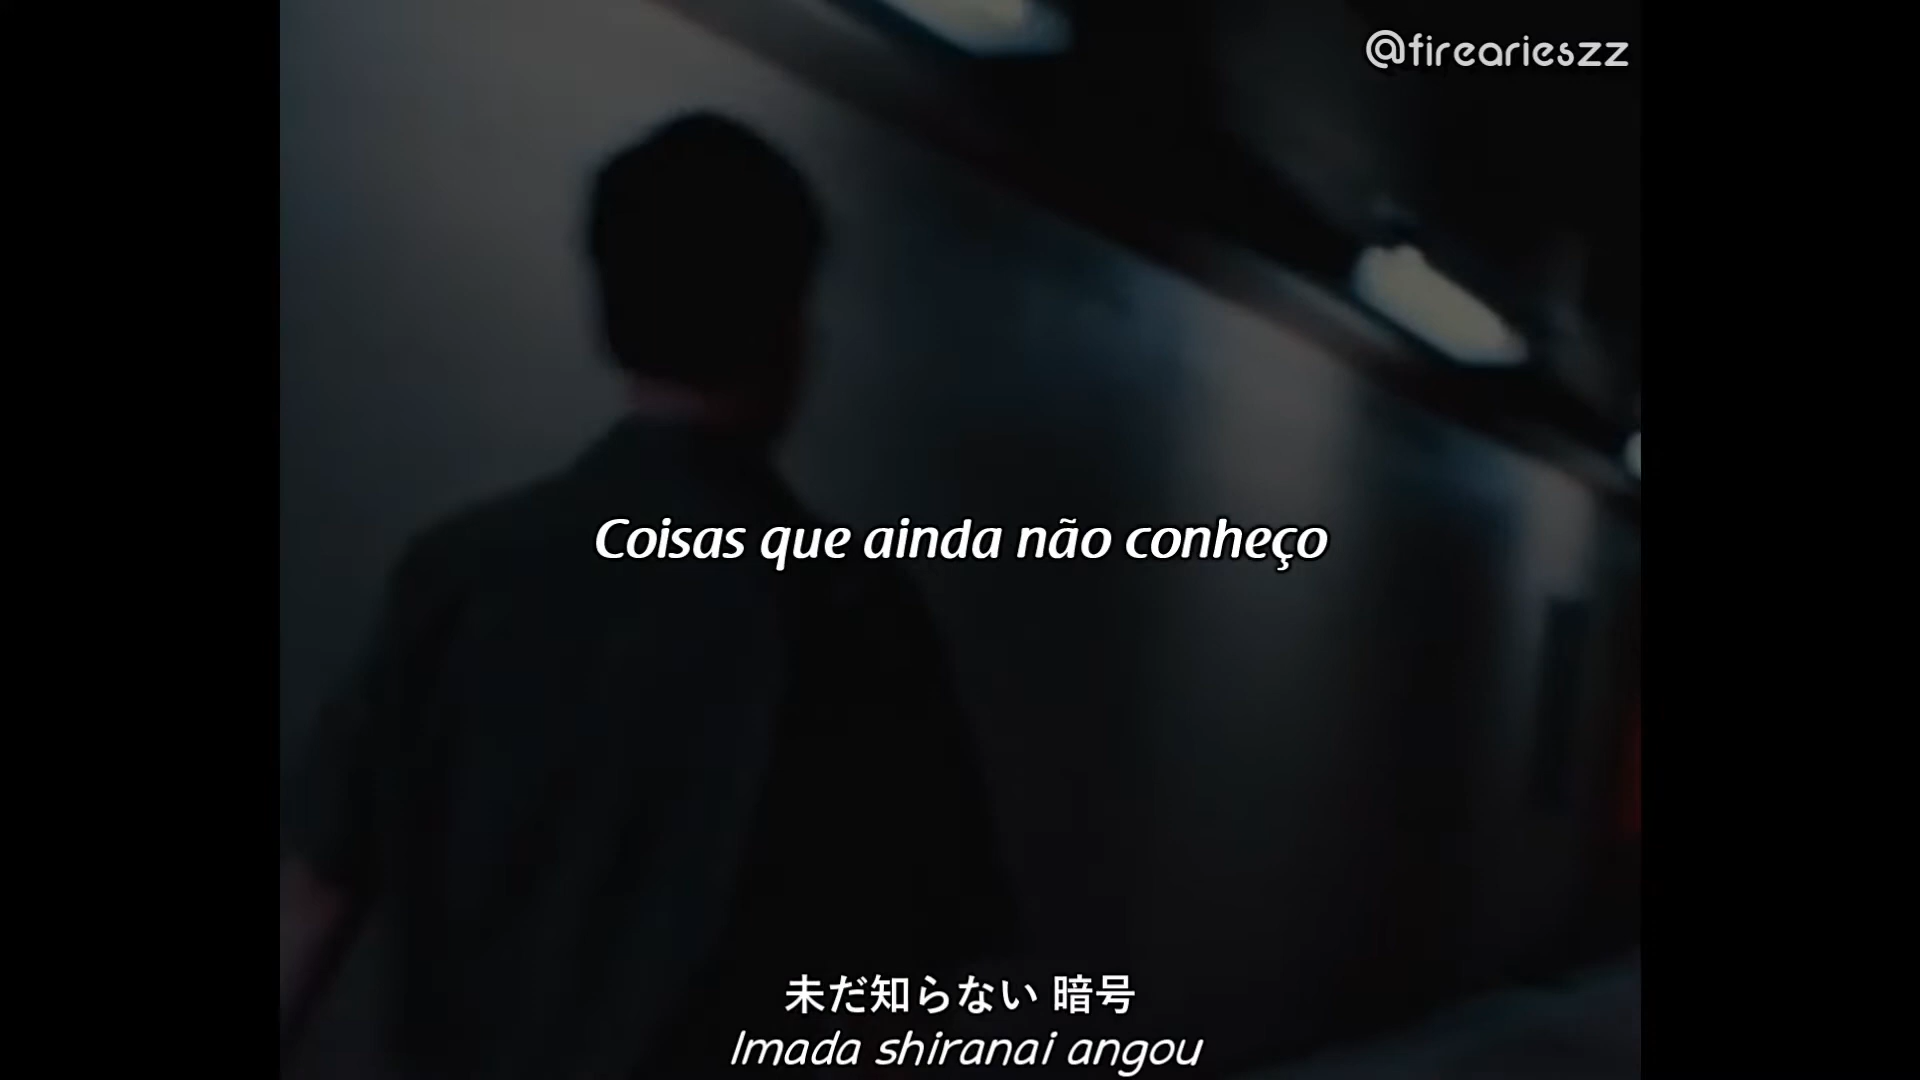 @firearieszz
Coisas que ainda não conheço
未だ知らない 暗号
Imada shiranai angou